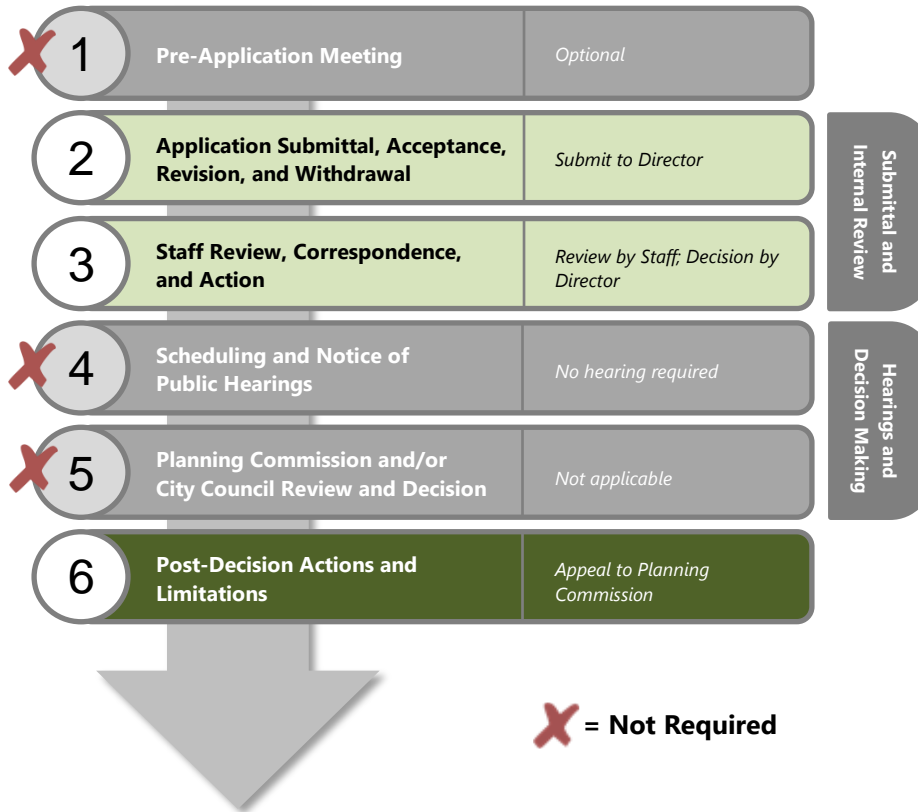 1
Pre-Application Meeting
Optional
2
Application Submittal, Acceptance,
Revision, and Withdrawal
Submit to Director
3
Staff Review, Correspondence,
and Action
Review by Staff; Decision by
Director
Submittal and
Internal Review
4
Scheduling and Notice of
Public Hearings
No hearing required
5
Planning Commission and/or
City Council Review and Decision
Not applicable
Hearings and
Decision Making
6
Post-Decision Actions and
Limitations
Appeal to Planning
Commission
= Not Required